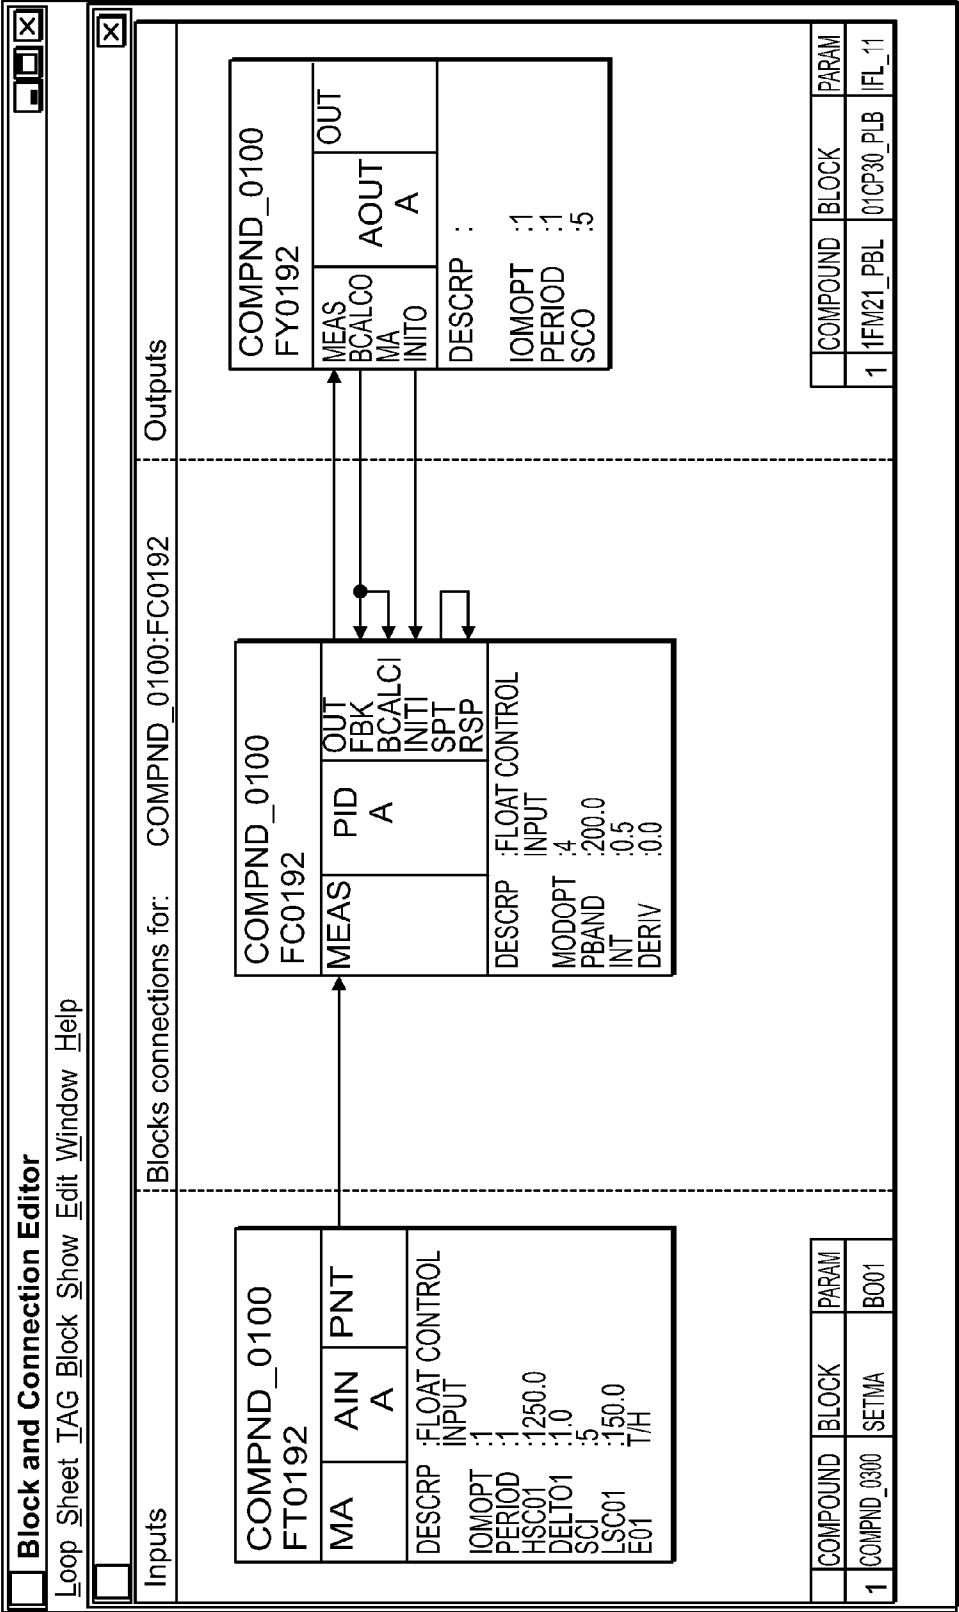 Block and Connection Editor
Loop Sheet TAG Block Show Edit Window Help
Inputs
Blocks connections for: COMPND_0100:FC0192
Outputs
COMPND_0100
FT0192
MA
AIN
A
PNT
DESCRP :FLOAT CONTROL
INPUT
IOMOPT :1
PERIOD :1
HSC01 :1250.0
DELTO1 :1.0
SCI :5
LSC01 :150.0
E01 T/H
COMPOUND BLOCK PARAM
1 COMPND_0300 SETMA BO01
COMPND_0100
FC0192
MEAS
PID
A
OUT
FBK
BCALCI
INITI
SPT
RSP
DESCRP :FLOAT CONTROL
INPUT
MODOPT :4
PBAND :200.0
INT :0.5
DERIV :0.0
COMPND_0100
FY0192
MEAS
BCALCO
MA
INITO
AOUT
A
OUT
DESCRP :
IOMOPT :1
PERIOD :1
SCO :5
COMPOUND BLOCK PARAM
1 1FM21_PBL 01CP30_PLB IFL_11